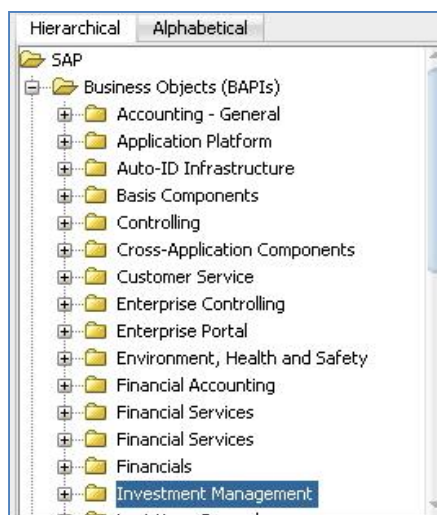 Hierarchical Alphabetical
SAP
Business Objects (BAPIs)
Accounting - General
Application Platform
Auto-ID Infrastructure
Basis Components
Controlling
Cross-Application Components
Customer Service
Enterprise Controlling
Enterprise Portal
Environment, Health and Safety
Financial Accounting
Financial Services
Financial Services
Financials
Investment Management